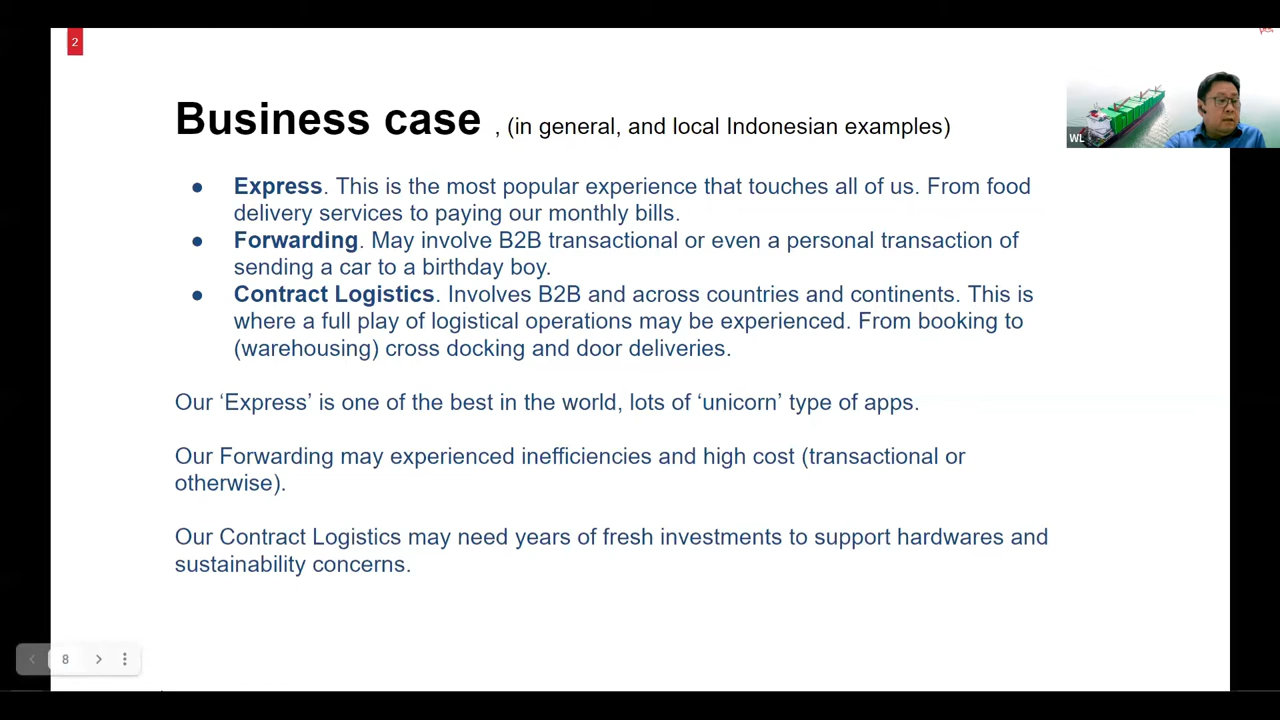 2
Business case , (in general, and local Indonesian examples)
WL
● Express. This is the most popular experience that touches all of us. From food
delivery services to paying our monthly bills.
● Forwarding. May involve B2B transactional or even a personal transaction of
sending a car to a birthday boy.
● Contract Logistics. Involves B2B and across countries and continents. This is
where a full play of logistical operations may be experienced. From booking to
(warehousing) cross docking and door deliveries.
Our ‘Express’ is one of the best in the world, lots of ‘unicorn’ type of apps.
Our Forwarding may experienced inefficiencies and high cost (transactional or
otherwise).
Our Contract Logistics may need years of fresh investments to support hardwares and
sustainability concerns.
8